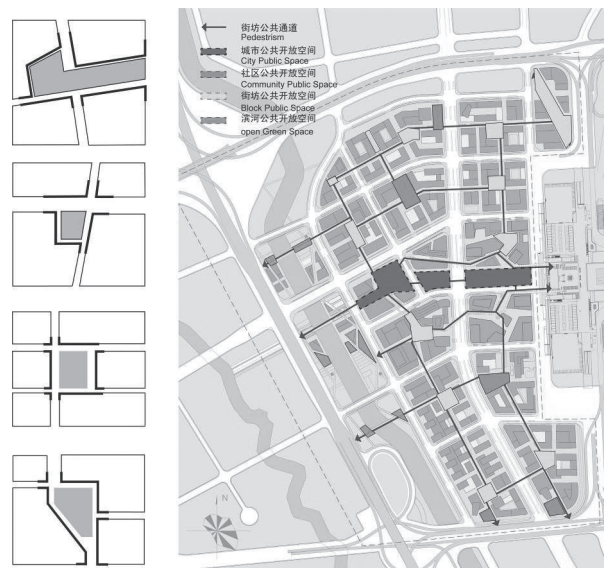 街坊公共通道
Pedestrism
城市公共开放空间
City Public Space
社区公共开放空间
Community Public Space
街坊公共开放空间
Block Public Space
滨河公共开放空间
open Green Space
N